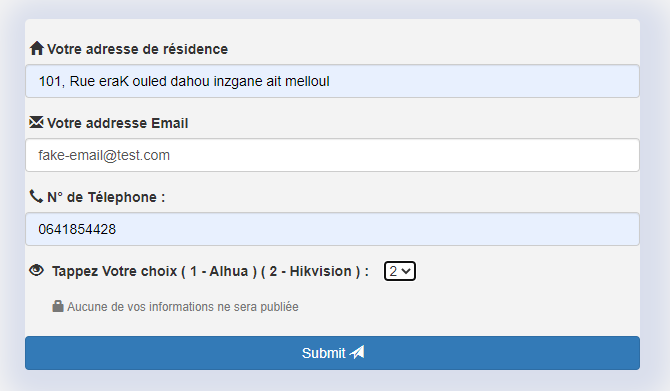 Votre adresse de résidence
101, Rue eraK ouled dahou inzgane ait melloul
Votre addresse Email
fake-email@test.com
N° de Télephone :
0641854428
Tappez Votre choix ( 1 - Alhua ) ( 2 - Hikvision ) : 2
Aucune de vos informations ne sera publiée
Submit